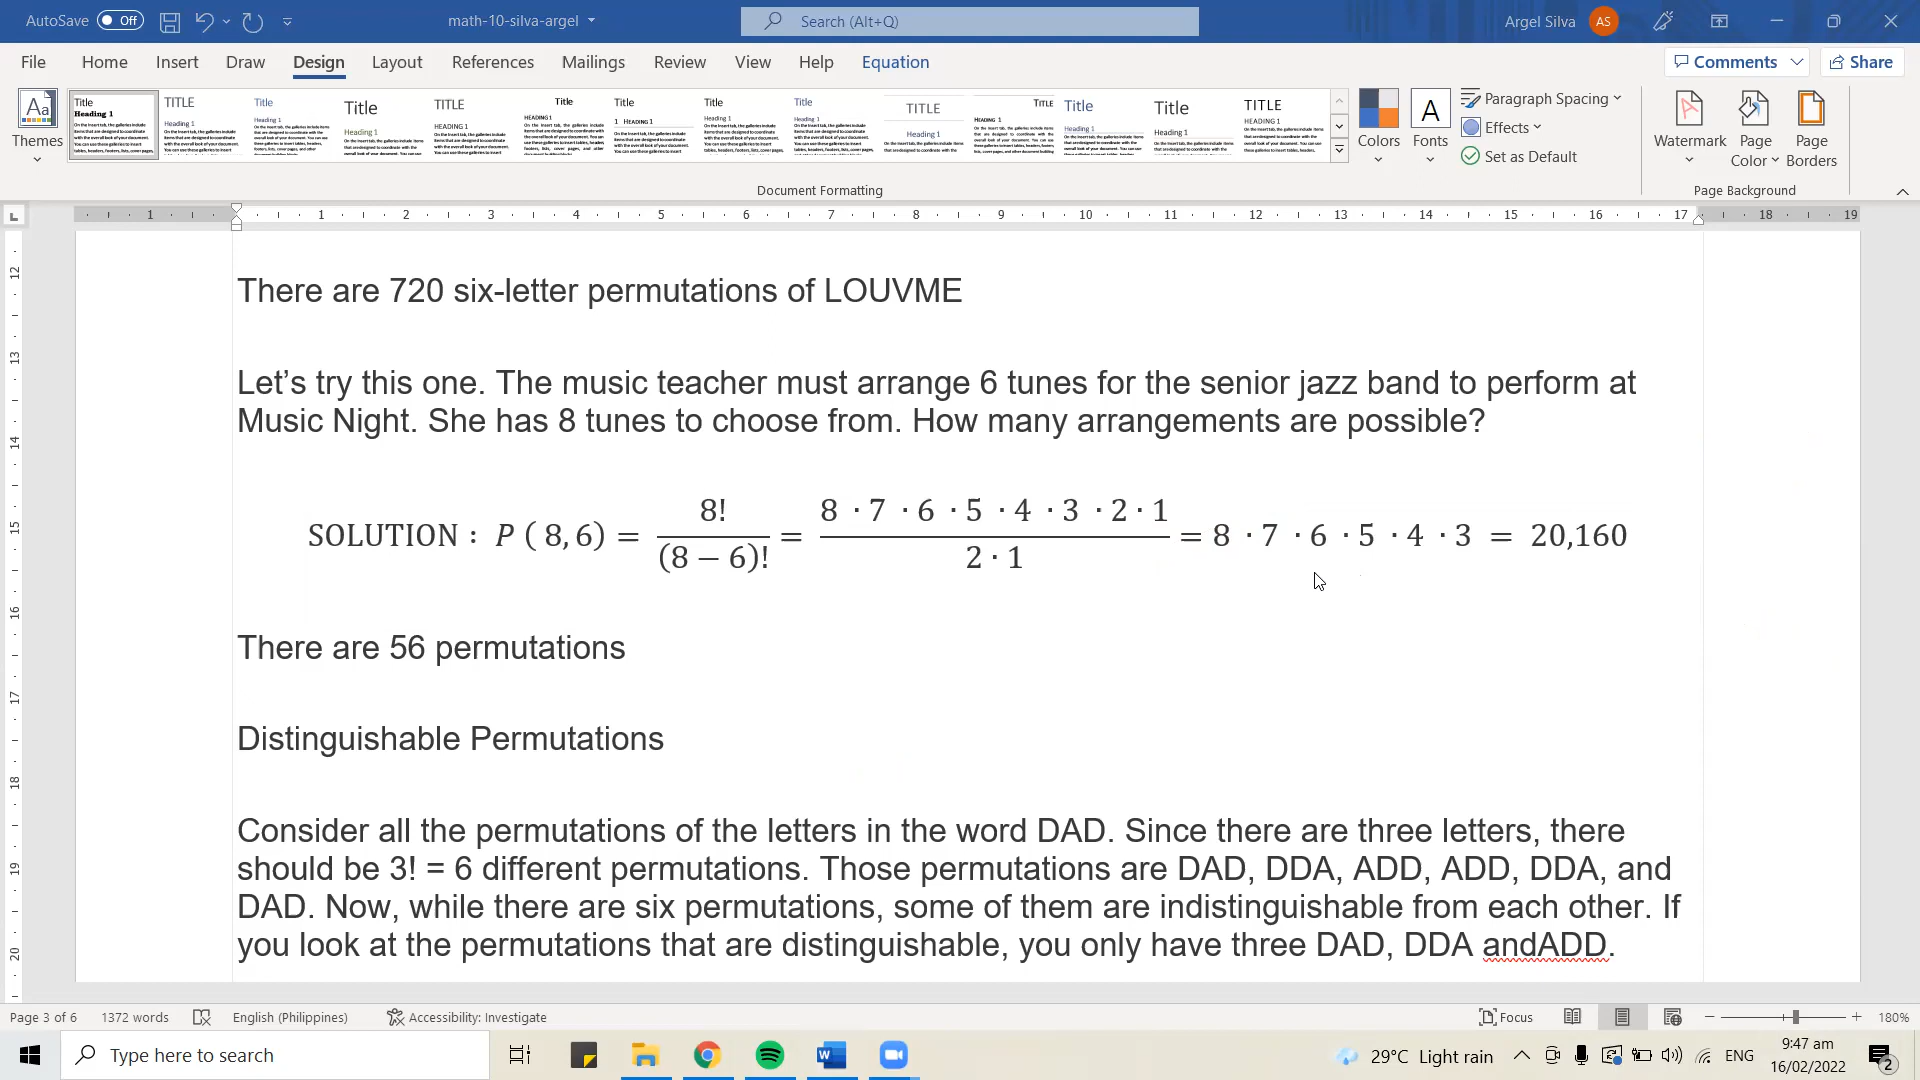 AutoSave Off math-10-silva-argel Search (Alt+Q) Argel Silva AS
File Home Insert Draw Design Layout References Mailings Review View Help Equation Comments Share
Themes Colors Fonts Paragraph Spacing
Effects
Set as Default
Watermark Page Color Page Borders
Document Formatting Page Background
There are 720 six-letter permutations of LOUVME
Let’s try this one. The music teacher must arrange 6 tunes for the senior jazz band to perform at
Music Night. She has 8 tunes to choose from. How many arrangements are possible?
SOLUTION : P ( 8, 6) = 8! / (8 − 6)! = 8 · 7 · 6 · 5 · 4 · 3 · 2 · 1 / 2 · 1 = 8 · 7 · 6 · 5 · 4 · 3 = 20,160
There are 56 permutations
Distinguishable Permutations
Consider all the permutations of the letters in the word DAD. Since there are three letters, there
should be 3! = 6 different permutations. Those permutations are DAD, DDA, ADD, ADD, DDA, and
DAD. Now, while there are six permutations, some of them are indistinguishable from each other. If
you look at the permutations that are distinguishable, you only have three DAD, DDA andADD.
Page 3 of 6 1372 words English (Philippines) Accessibility: Investigate Focus 180%
Type here to search 29°C Light rain ENG 9:47 am
16/02/2022 2